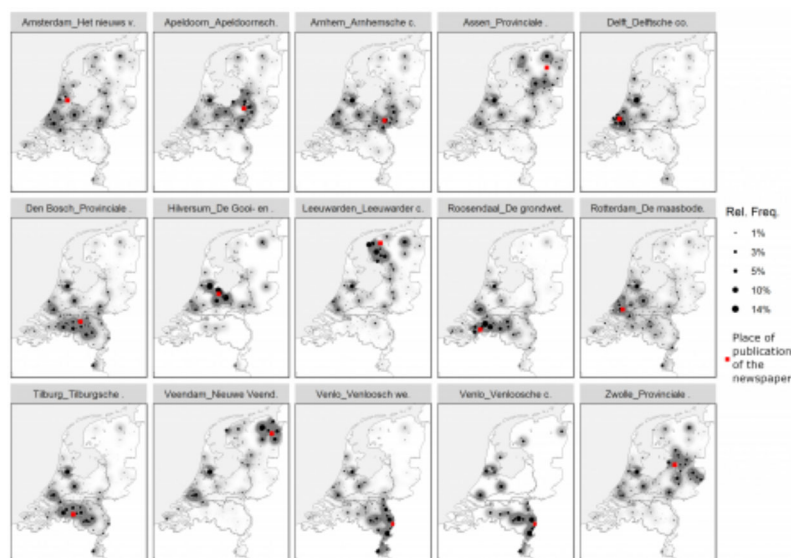 Amsterdam_Het nieuws v.
Apeldoorn_Apeldoornsch.
Arnhem_Arnhemsche c.
Assen_Provinciale .
Delft_Delftsche co.
Den Bosch_Provinciale .
Hilversum_De Gooi- en .
Leeuwarden_Leeuwarder c.
Roosendaal_De grondwet.
Rotterdam_De maasbode.
Rel. Freq.
1%
3%
5%
10%
14%
Place of
publication
of the
newspaper
Tilburg_Tilburgsche .
Veendam_Nieuwe Veend.
Venlo_Venloosch we.
Venlo_Venloosche c.
Zwolle_Provinciale .